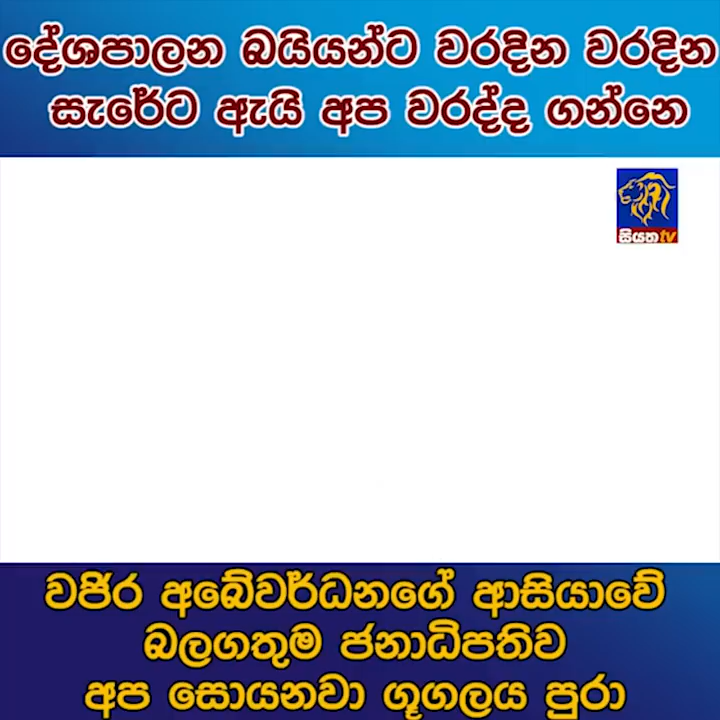 දේශපාලන බයියන්ට වරදින වරදින
සැරේට ඇයි අප වරද්ද ගන්නෙ
සියත tv
වජිර අබේවර්ධනගේ ආසියාවේ
බලගතුම ජනාධිපතිව
අප සොයනවා ගූගලය පුරා